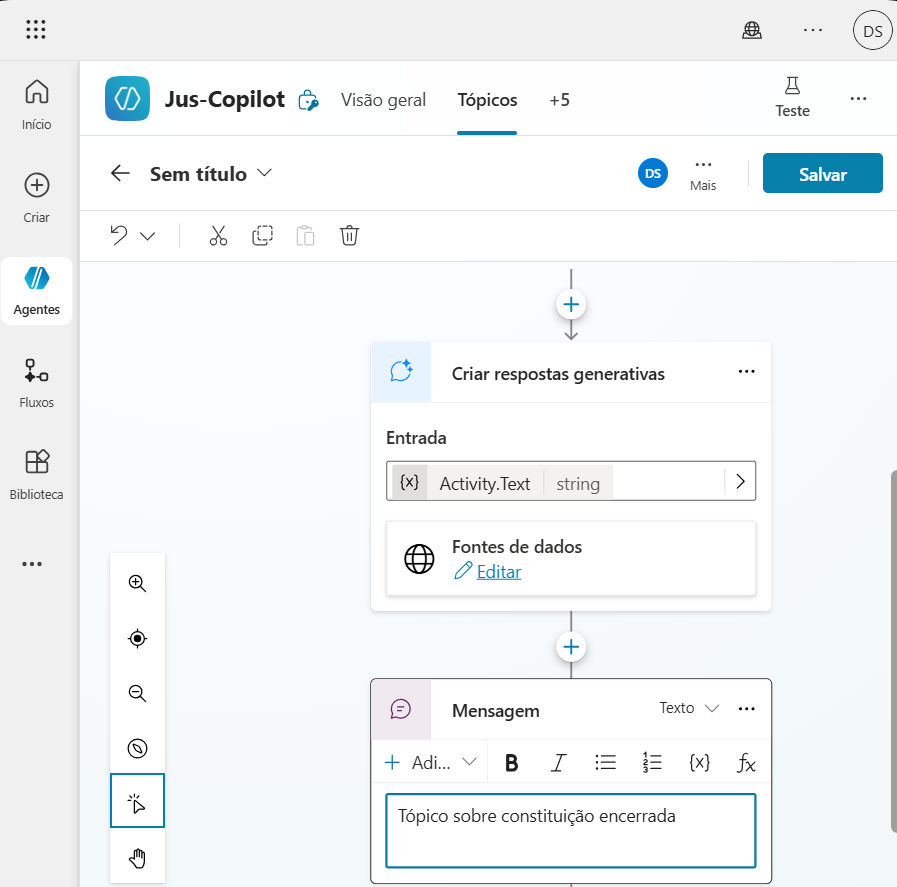 DS
Jus-Copilot
Visão geral
Tópicos
+5
Teste
Início
Sem título
DS
Mais
Salvar
Criar
Agentes
Fluxos
Biblioteca
Criar respostas generativas
Entrada
{x} Activity.Text string
Fontes de dados
Editar
Mensagem
Texto
Adi...
B I {x} fx
Tópico sobre constituição encerrada